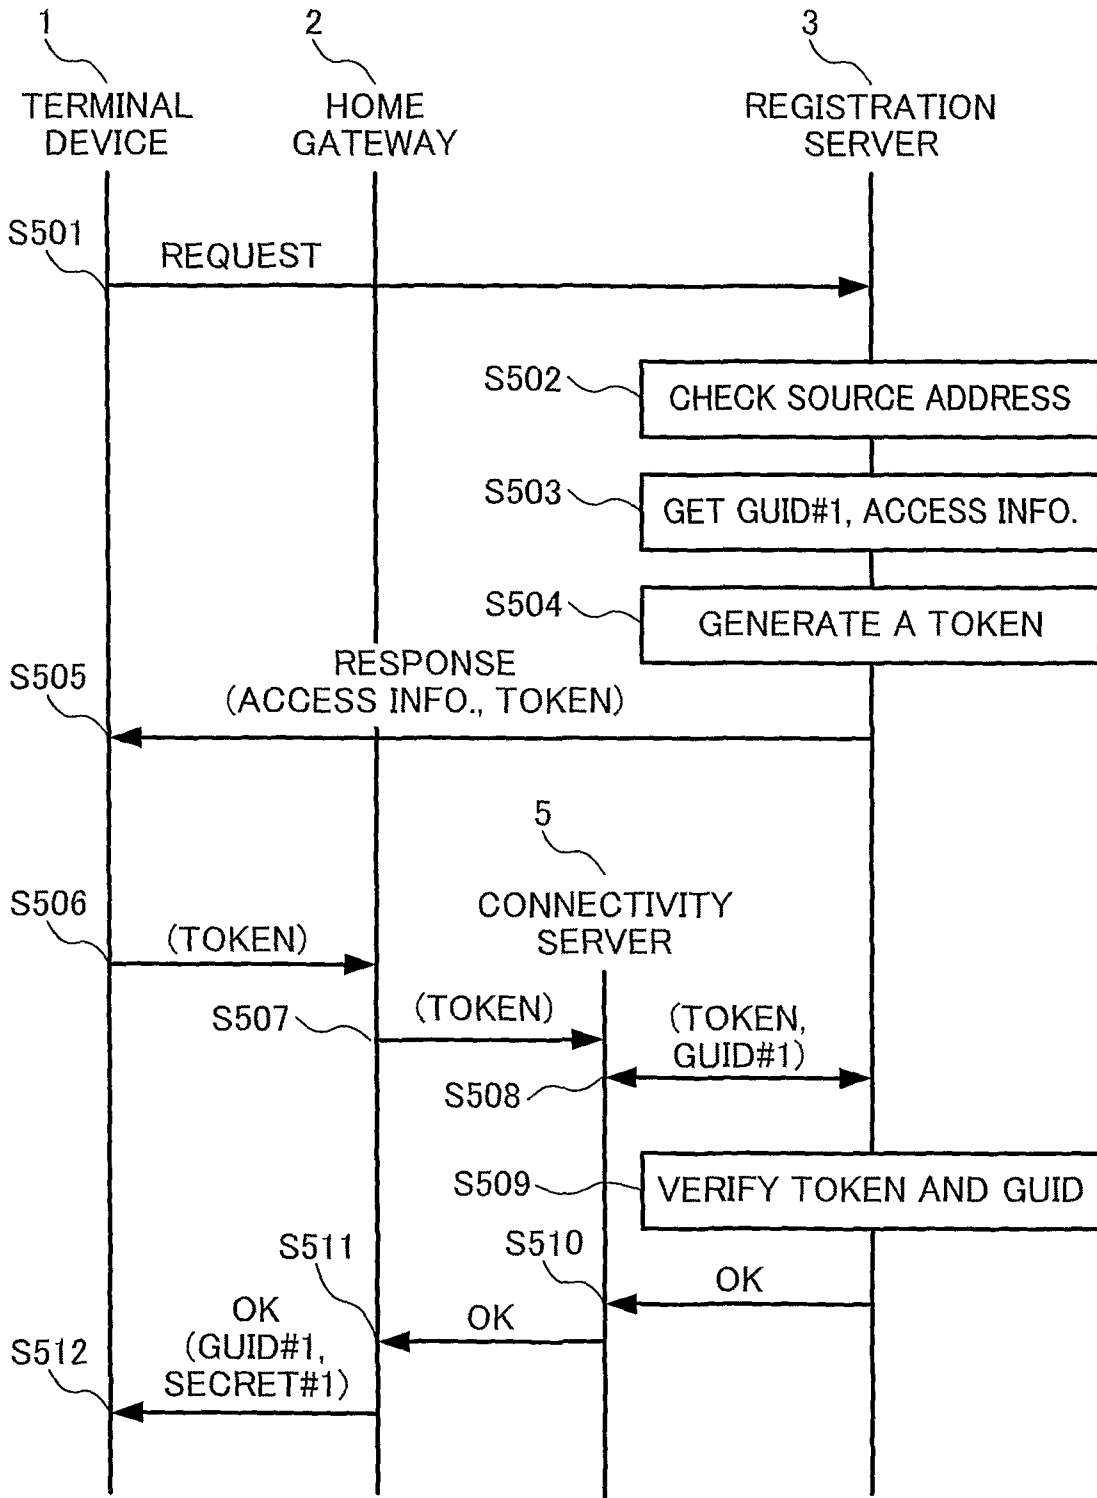 1
2
3
TERMINAL
DEVICE
HOME
GATEWAY
REGISTRATION
SERVER
S501
REQUEST
S502
CHECK SOURCE ADDRESS
S503
GET GUID#1, ACCESS INFO.
S504
GENERATE A TOKEN
S505
RESPONSE
(ACCESS INFO., TOKEN)
5
CONNECTIVITY
SERVER
S506
(TOKEN)
S507
(TOKEN)
(TOKEN,
GUID#1)
S508
S509
VERIFY TOKEN AND GUID
S510
OK
S511
OK
S512
OK
(GUID#1,
SECRET#1)